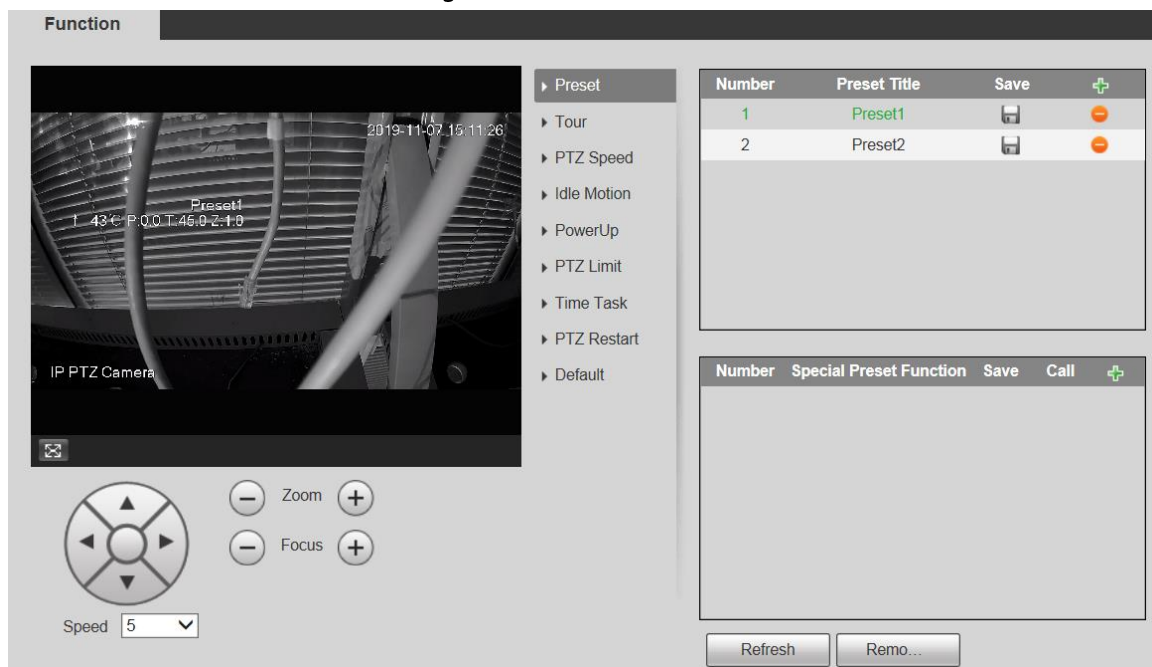 Function
2019-11-07 15:11:26
Preset1
↑ 43℃ P:0.0 T:45.0 Z:1.0
IP PTZ Camera
Zoom
Focus
Speed 5
Preset
Tour
PTZ Speed
Idle Motion
PowerUp
PTZ Limit
Time Task
PTZ Restart
Default
Number Preset Title Save
1 Preset1
2 Preset2
Number Special Preset Function Save Call
Refresh Remo...